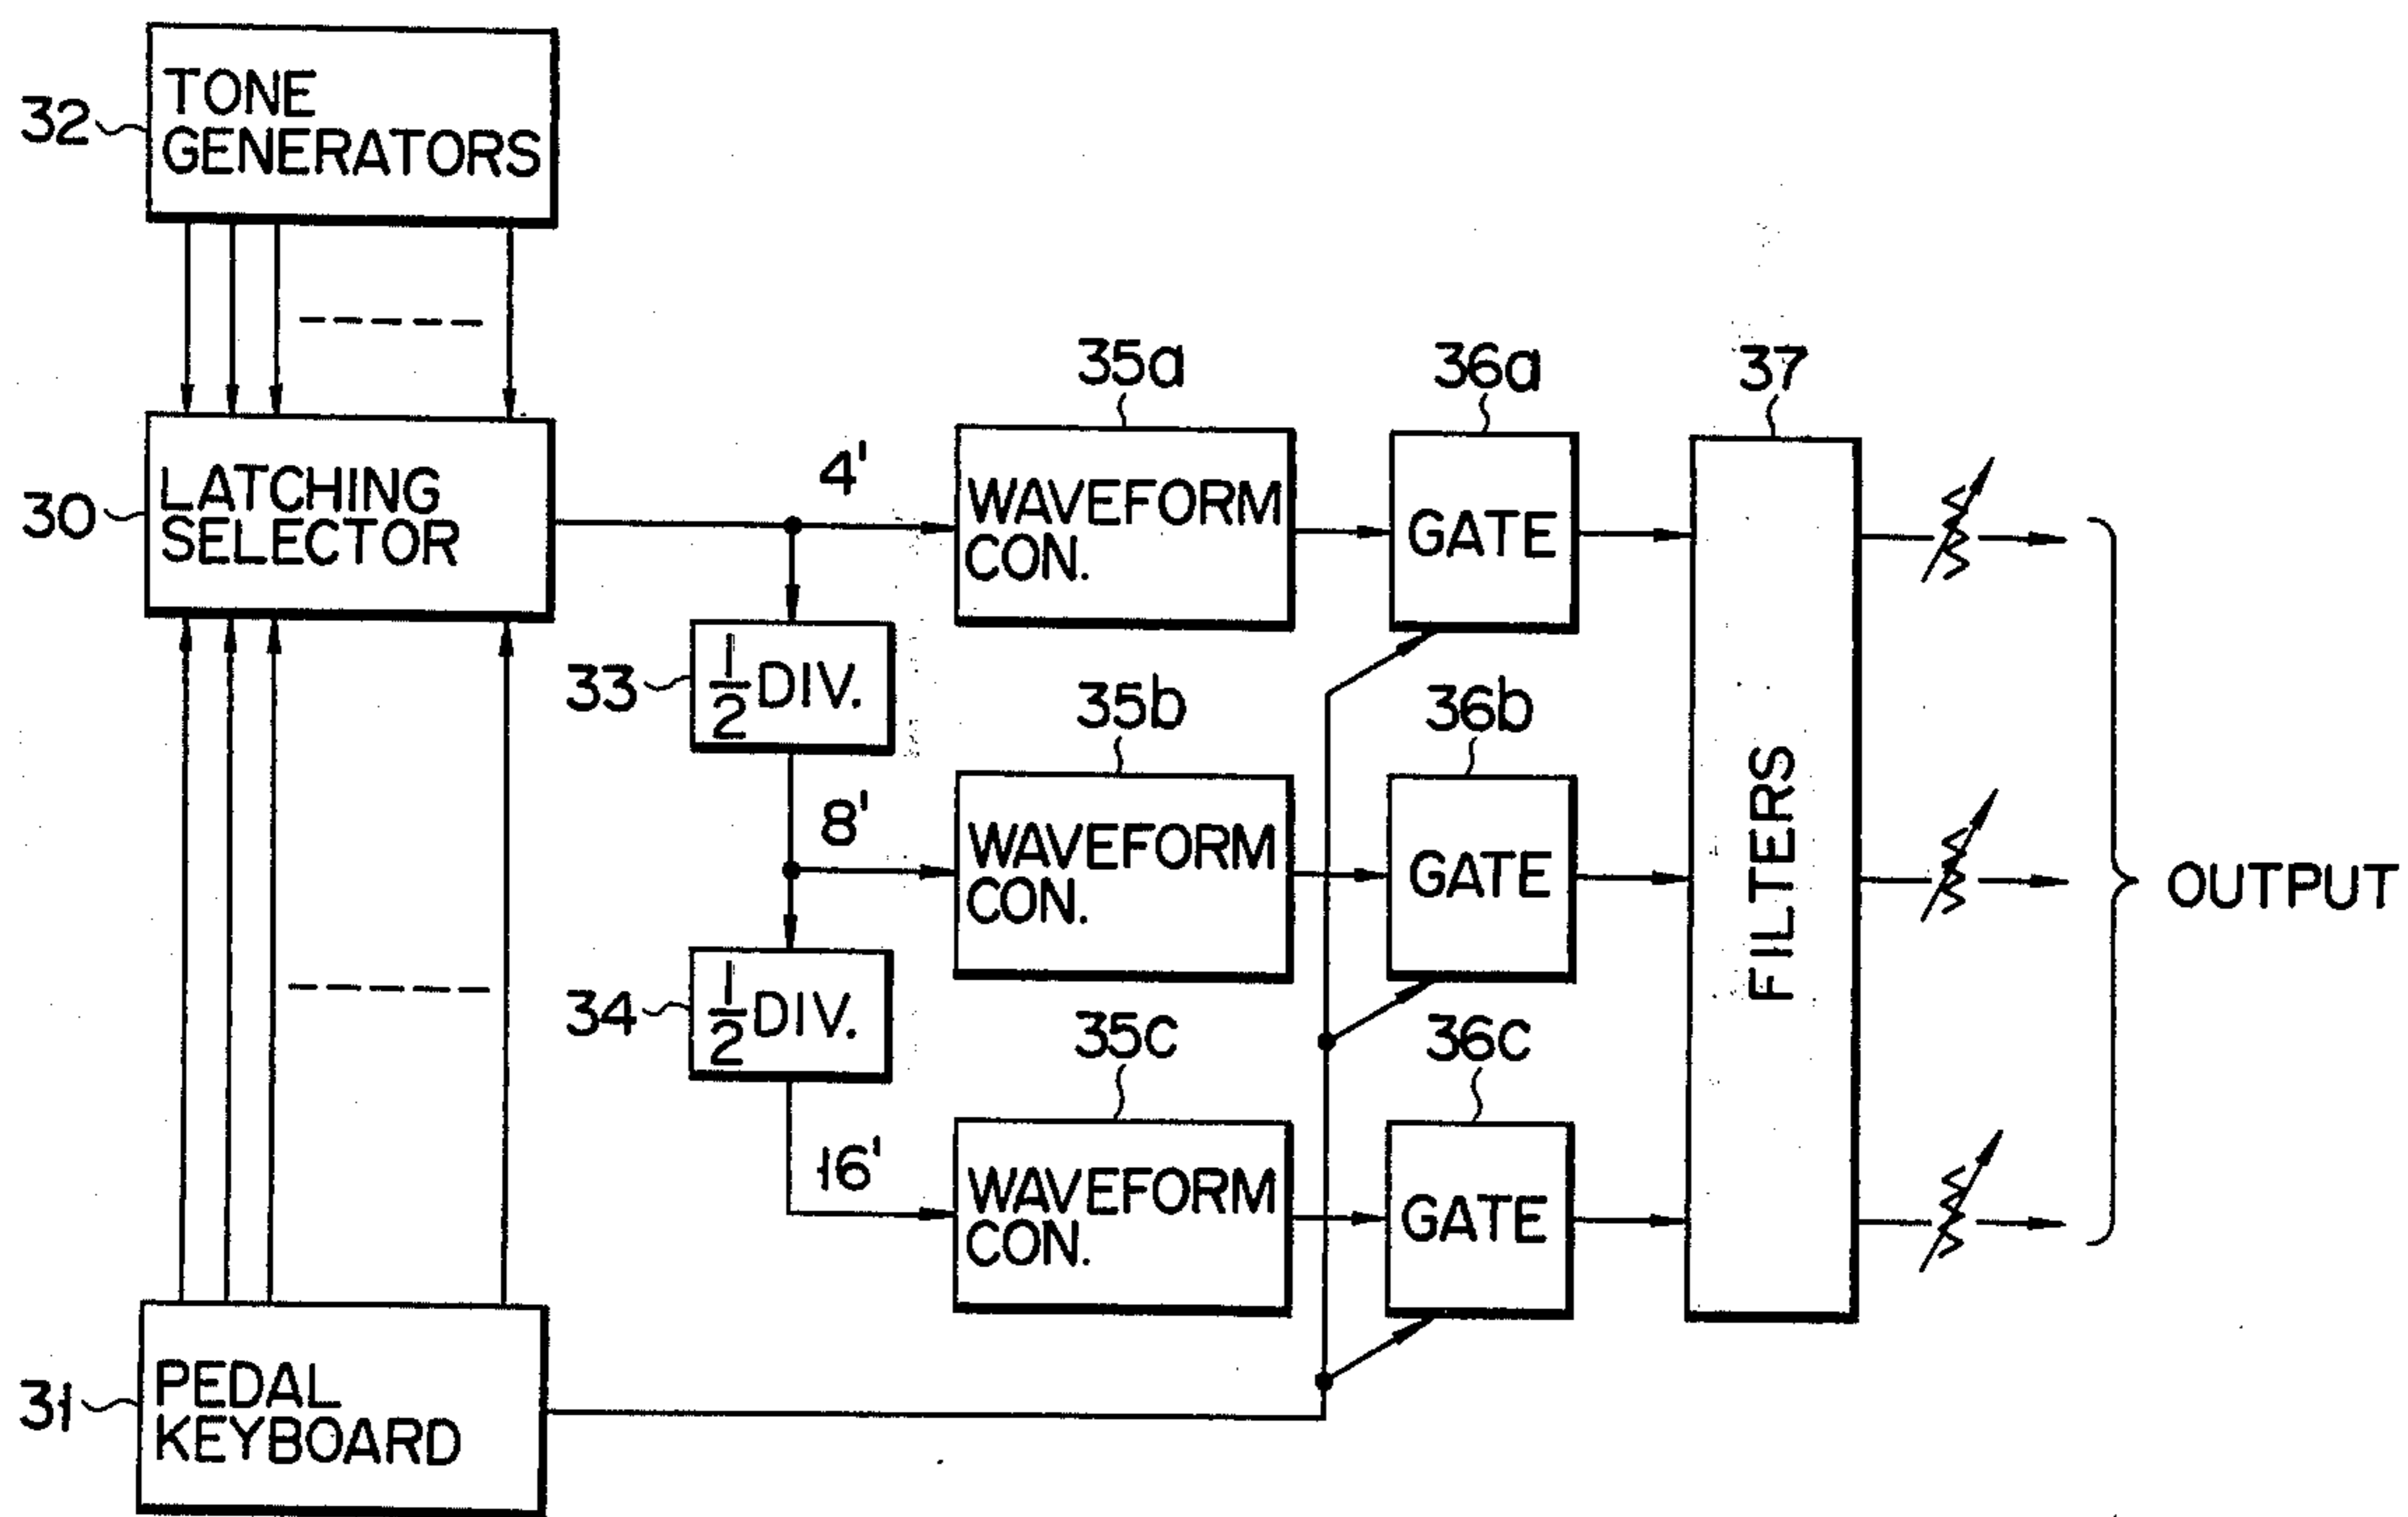 TONE
GENERATORS
32
LATCHING
SELECTOR
30
4'
35a
WAVEFORM
CON.
36a
GATE
37
FILTERS
33
1/2 DIV.
8'
35b
WAVEFORM
CON.
36b
GATE
OUTPUT
34
1/2 DIV.
16'
35c
WAVEFORM
CON.
36c
GATE
31
PEDAL
KEYBOARD